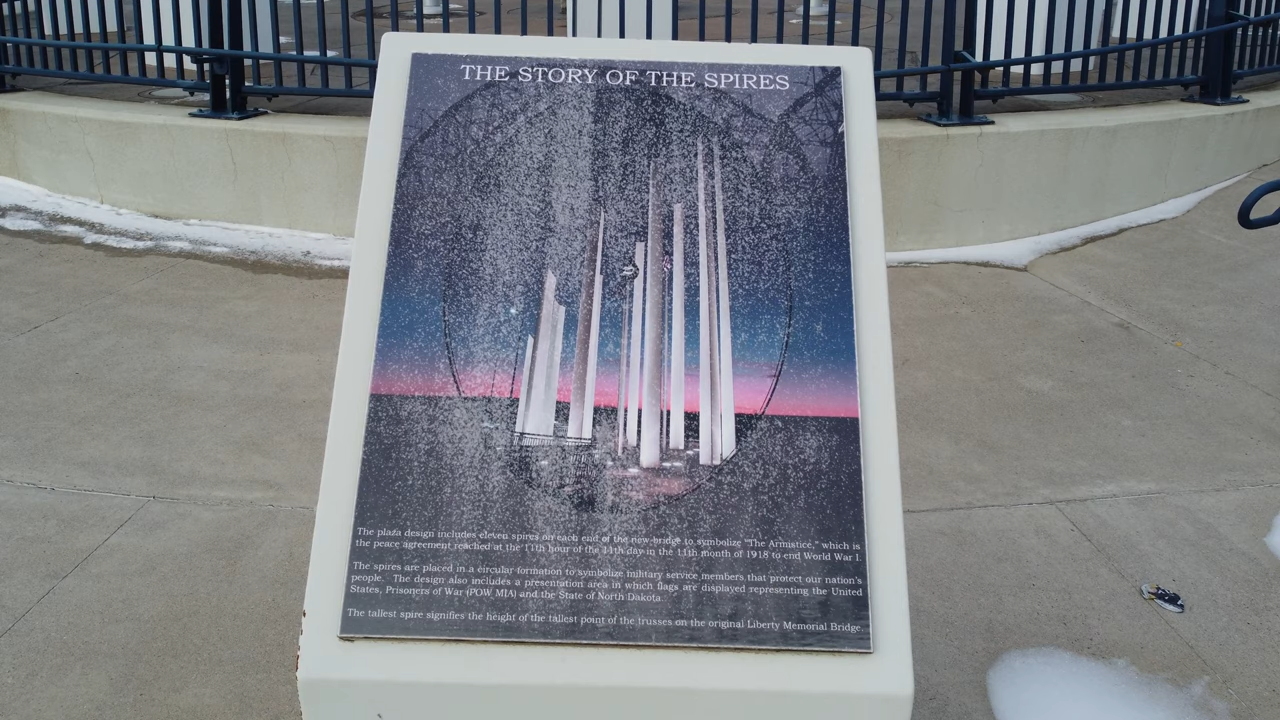 THE STORY OF THE SPIRES
The plaza design includes eleven spires on each end of the new bridge to symbolize "The Armistice," which is
the peace agreement reached at the 11th hour of the 11th day in the 11th month of 1918 to end World War I.
The spires are placed in a circular formation to symbolize military service members that protect our nation's
people. The design also includes a presentation area in which flags are displayed representing the United
States, Prisoners of War (POW MIA) and the State of North Dakota.
The tallest spire signifies the height of the tallest point of the trusses on the original Liberty Memorial Bridge.